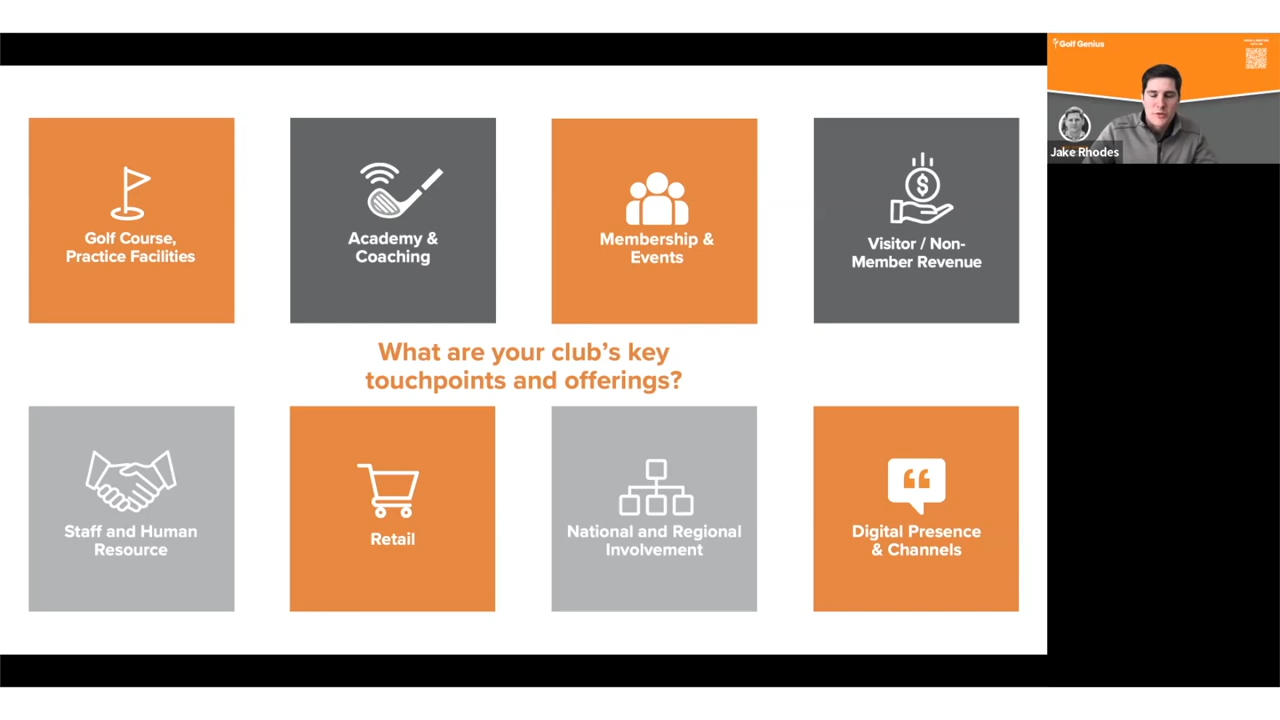 Golf Genius
Jake Rhodes
Golf Course,
Practice Facilities
Academy &
Coaching
Membership &
Events
Visitor / Non-
Member Revenue
What are your club's key
touchpoints and offerings?
Staff and Human
Resource
Retail
National and Regional
Involvement
Digital Presence
& Channels